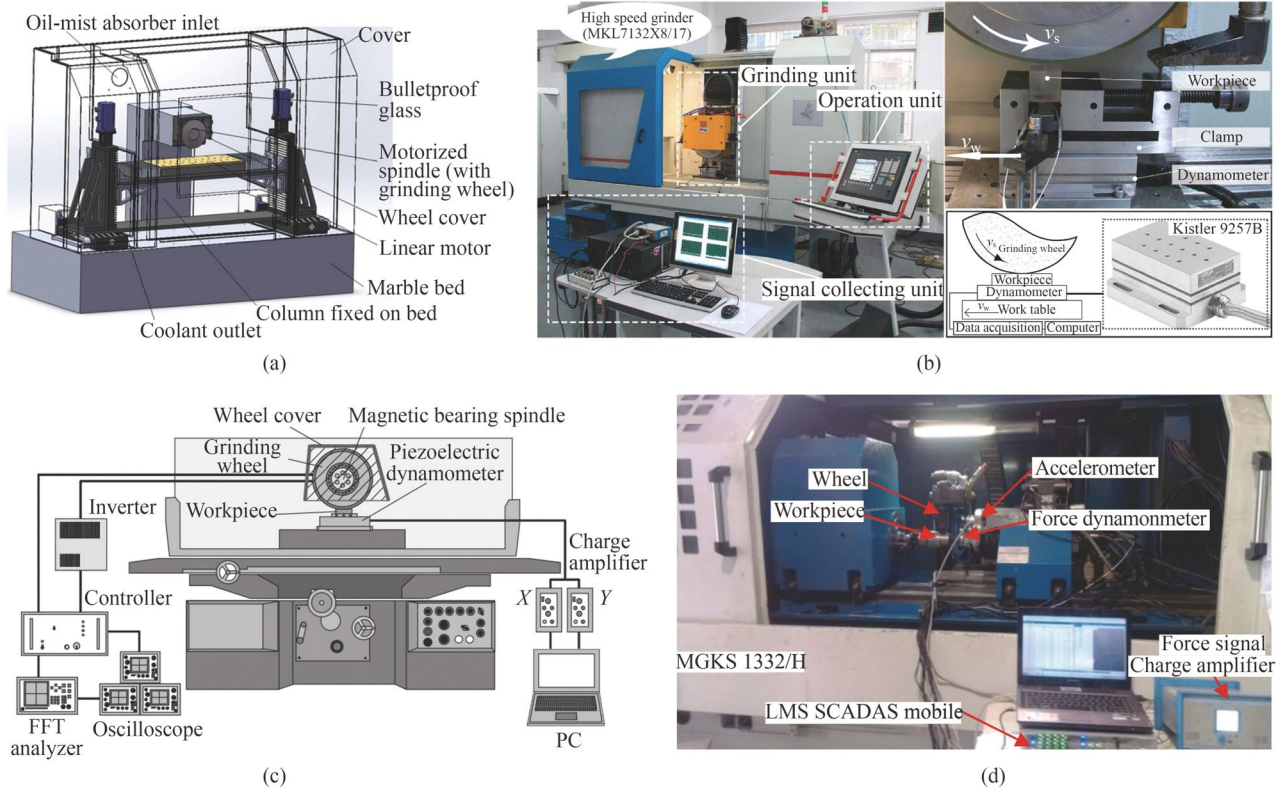 Oil-mist absorber inlet
Cover
Bulletproof
glass
Motorized
spindle (with
grinding wheel)
Wheel cover
Linear motor
Marble bed
Column fixed on bed
Coolant outlet
(a)
High speed grinder
(MKL7132X8/17)
Grinding unit
Operation unit
Signal collecting unit
vs
Workpiece
Clamp
vw
Dynamometer
vs Grinding wheel
Workpiece
Dynamometer
vw Work table
Data acquisition
Computer
Kistler 9257B
(b)
Wheel cover
Magnetic bearing spindle
Grinding
wheel
Piezoelectric
dynamometer
Inverter
Workpiece
Charge
amplifier
Controller
X
Y
FFT
analyzer
Oscilloscope
PC
(c)
Wheel
Accelerometer
Workpiece
Force dynamonmeter
MGKS 1332/H
Force signal
Charge amplifier
LMS SCADAS mobile
(d)